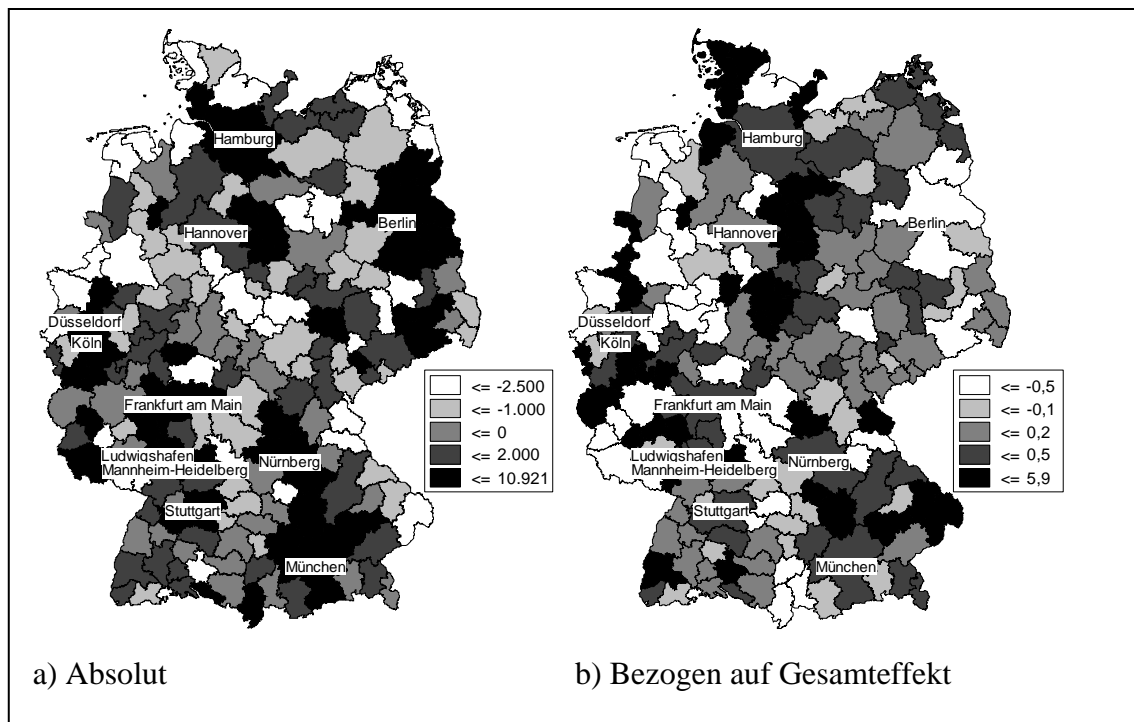 Hamburg
Berlin
Hannover
Düsseldorf
Köln
Frankfurt am Main
Ludwigshafen
Mannheim-Heidelberg
Nürnberg
Stuttgart
München
<= -2.500
<= -1.000
<= 0
<= 2.000
<= 10.921
a) Absolut
Hamburg
Berlin
Hannover
Düsseldorf
Köln
Frankfurt am Main
Ludwigshafen
Mannheim-Heidelberg
Nürnberg
Stuttgart
München
<= -0,5
<= -0,1
<= 0,2
<= 0,5
<= 5,9
b) Bezogen auf Gesamteffekt